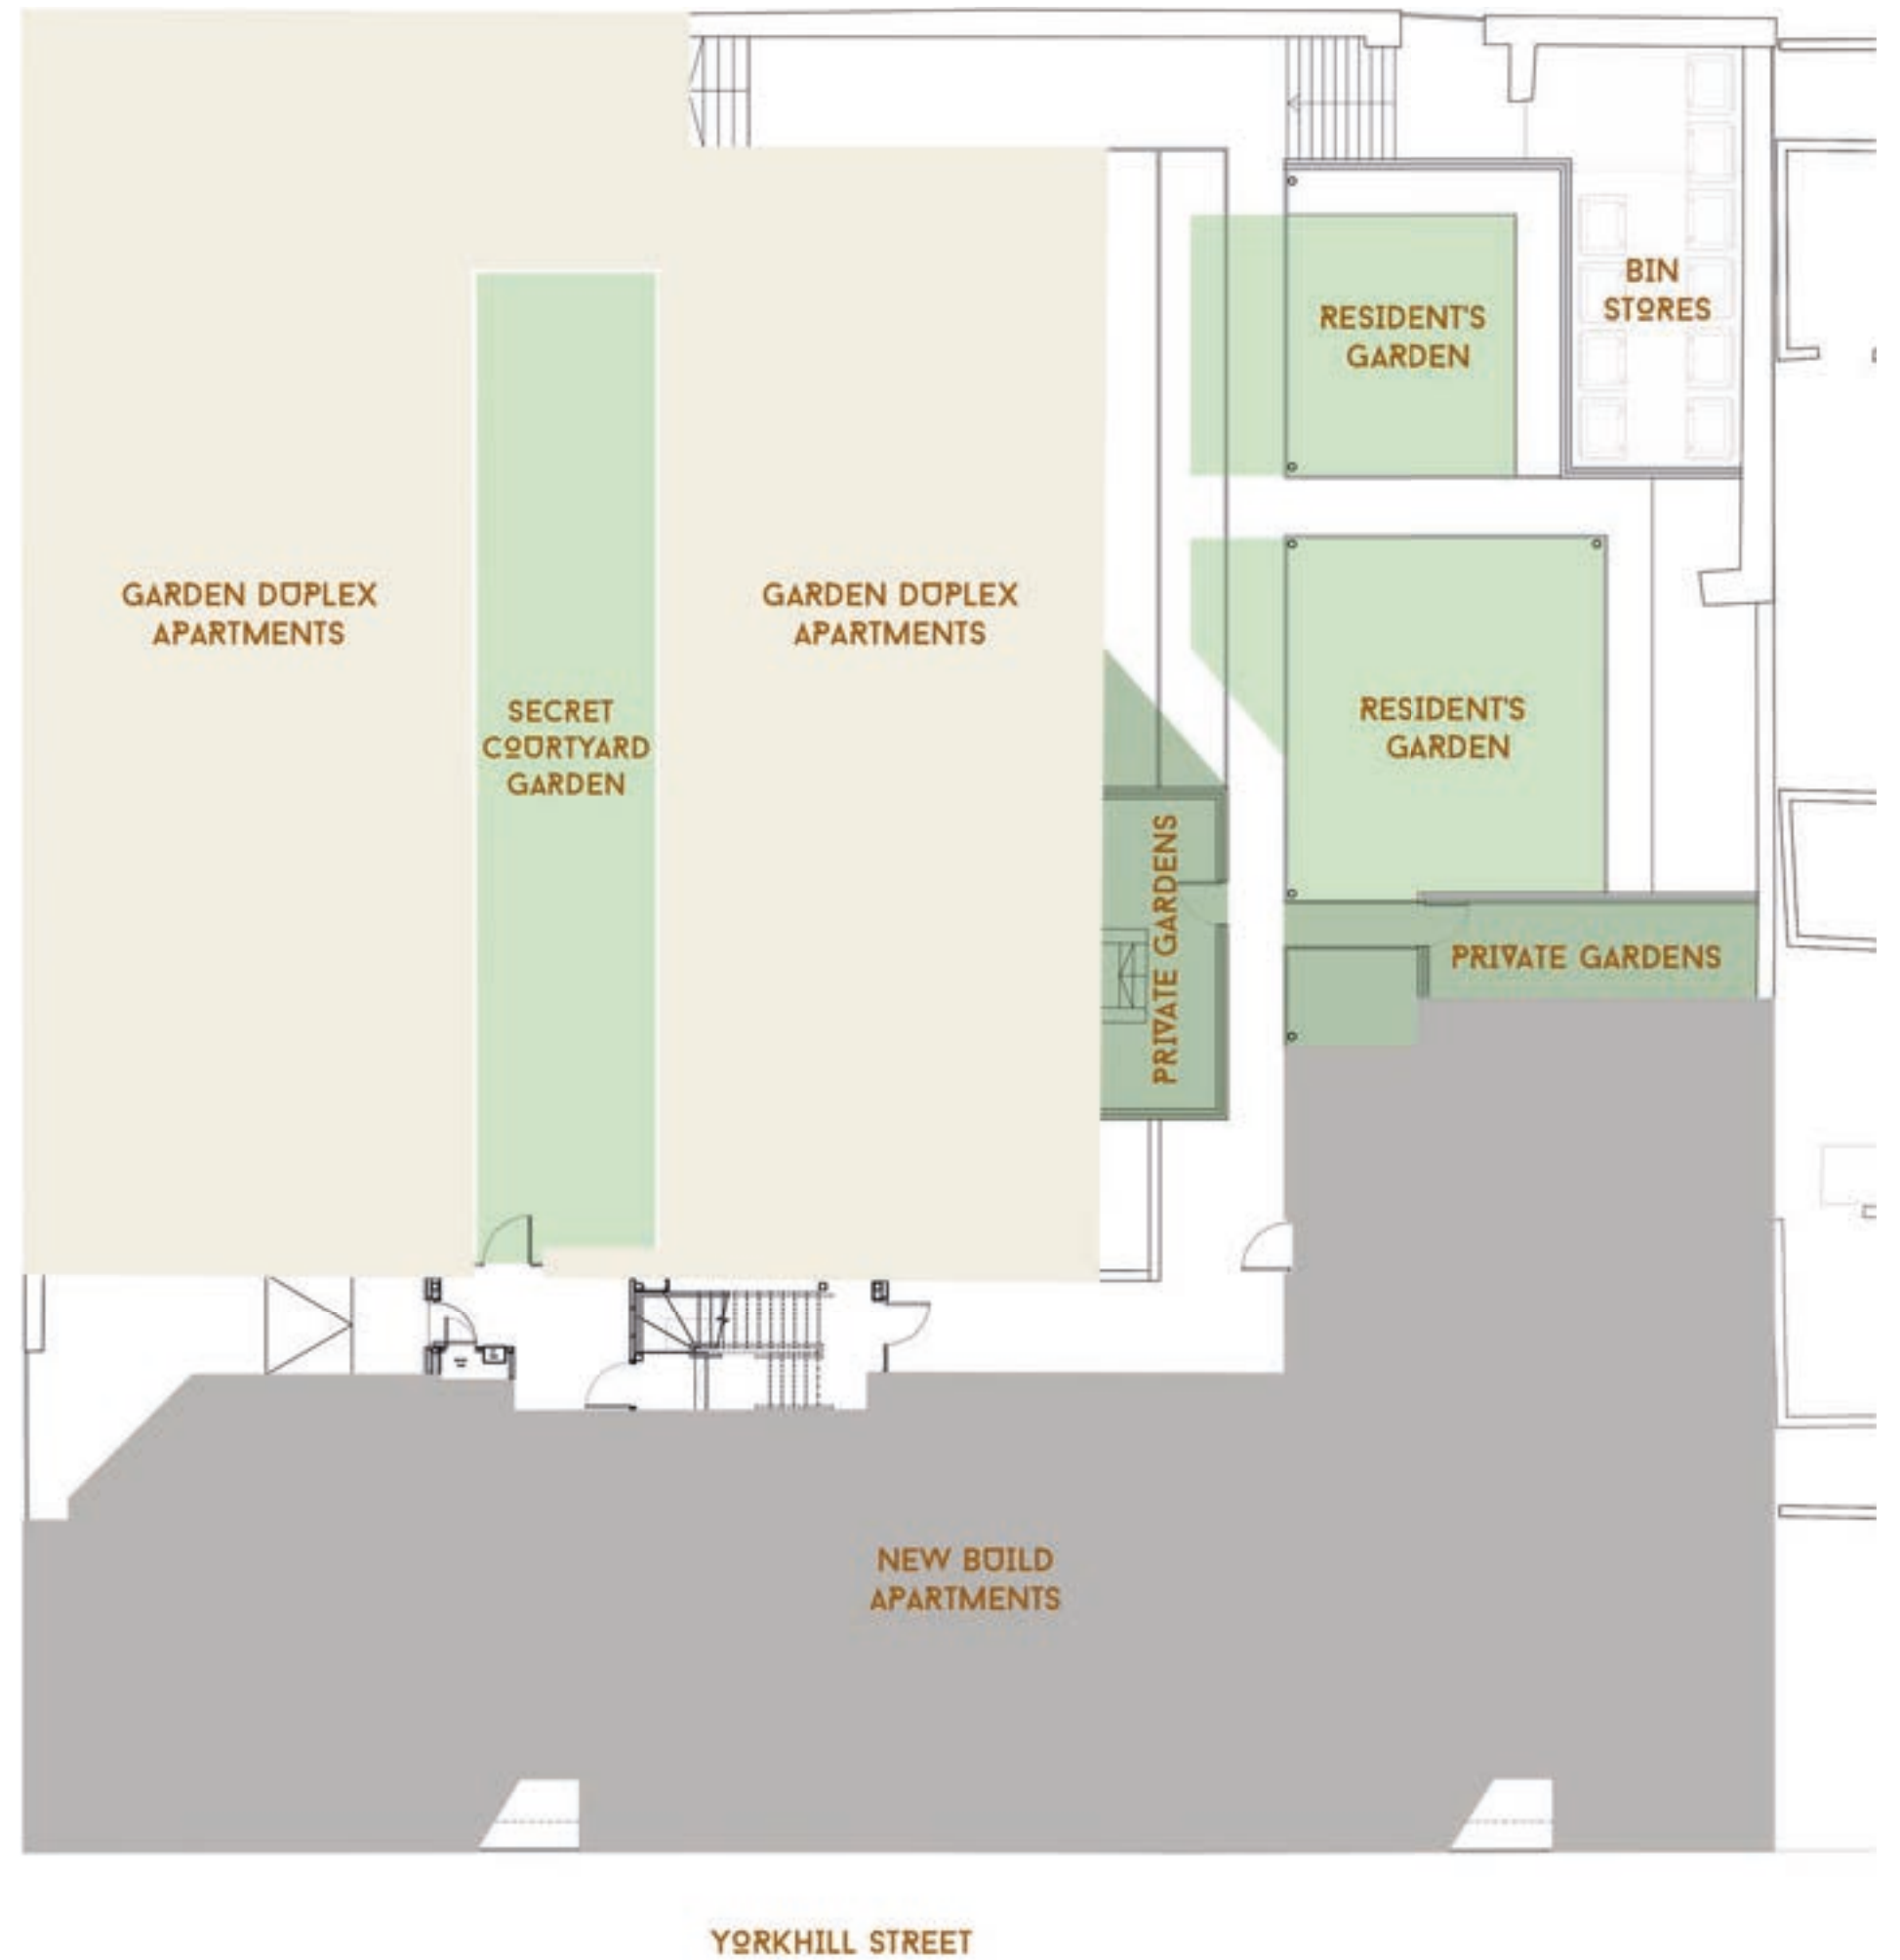 BIN
STORES
RESIDENT'S
GARDEN
GARDEN DUPLEX
APARTMENTS
GARDEN DUPLEX
APARTMENTS
SECRET
COURTYARD
GARDEN
RESIDENT'S
GARDEN
PRIVATE GARDENS
PRIVATE GARDENS
NEW BUILD
APARTMENTS
YORKHILL STREET